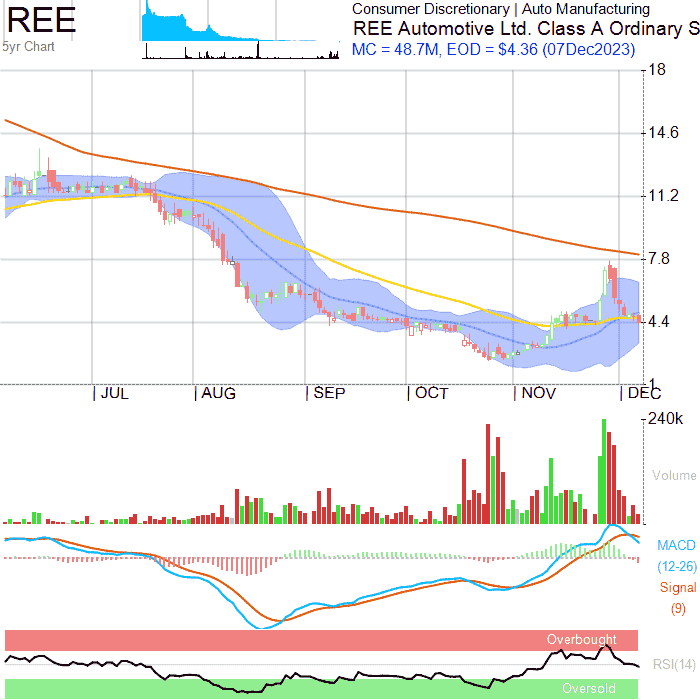 REE
5yr Chart
Consumer Discretionary | Auto Manufacturing
REE Automotive Ltd. Class A Ordinary S
MC = 48.7M, EOD = $4.36 (07Dec2023)
18
14.6
11.2
7.8
4.4
1
JUL AUG SEP OCT NOV DEC
240k
Volume
MACD
(12-26)
Signal
(9)
Overbought
RSI(14)
Oversold